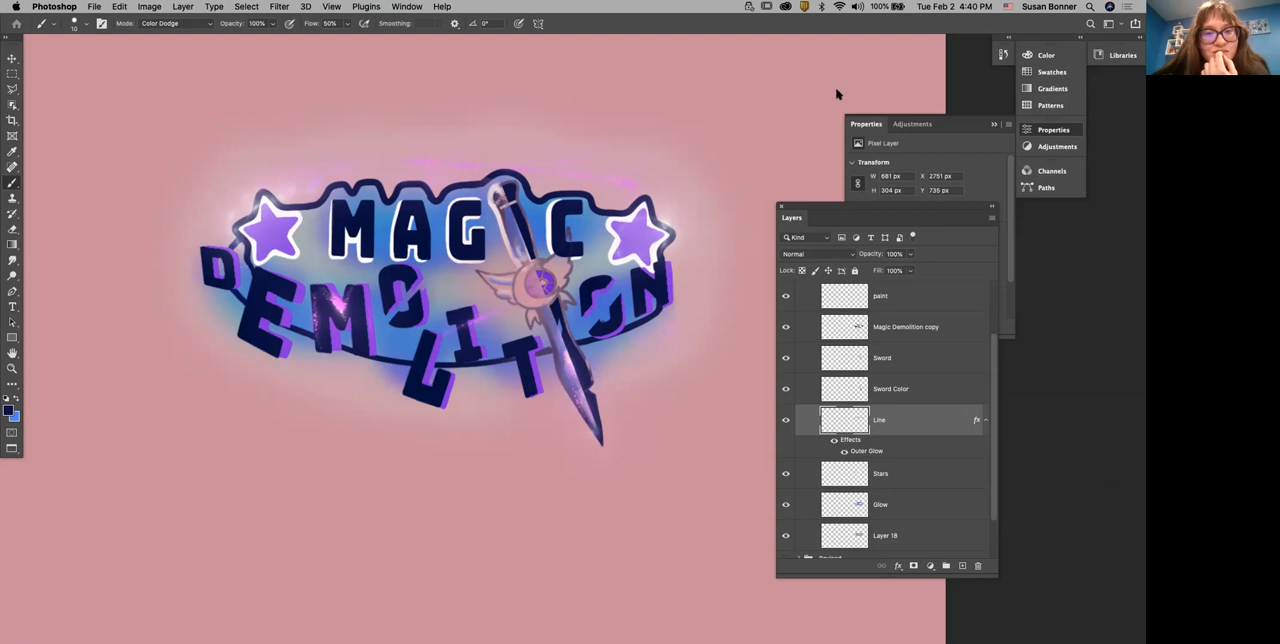 Photoshop File Edit Image Layer Type Select Filter 3D View Plugins Window Help 100% Tue Feb 2 4:40 PM Susan Bonner
10 Mode: Color Dodge Opacity: 100% Flow: 50% Smoothing: 0°
Color
Swatches
Gradients
Patterns
Properties
Adjustments
Channels
Paths
Libraries
Properties Adjustments
Pixel Layer
Transform
W 681 px X 2751 px
H 304 px Y 735 px
MAGIC
DEMOLITION
Layers
Kind
Normal Opacity: 100%
Lock: Fill: 100%
paint
Magic Demolition copy
Sword
Sword Color
Line fx
Effects
Outer Glow
Stars
Glow
Layer 18